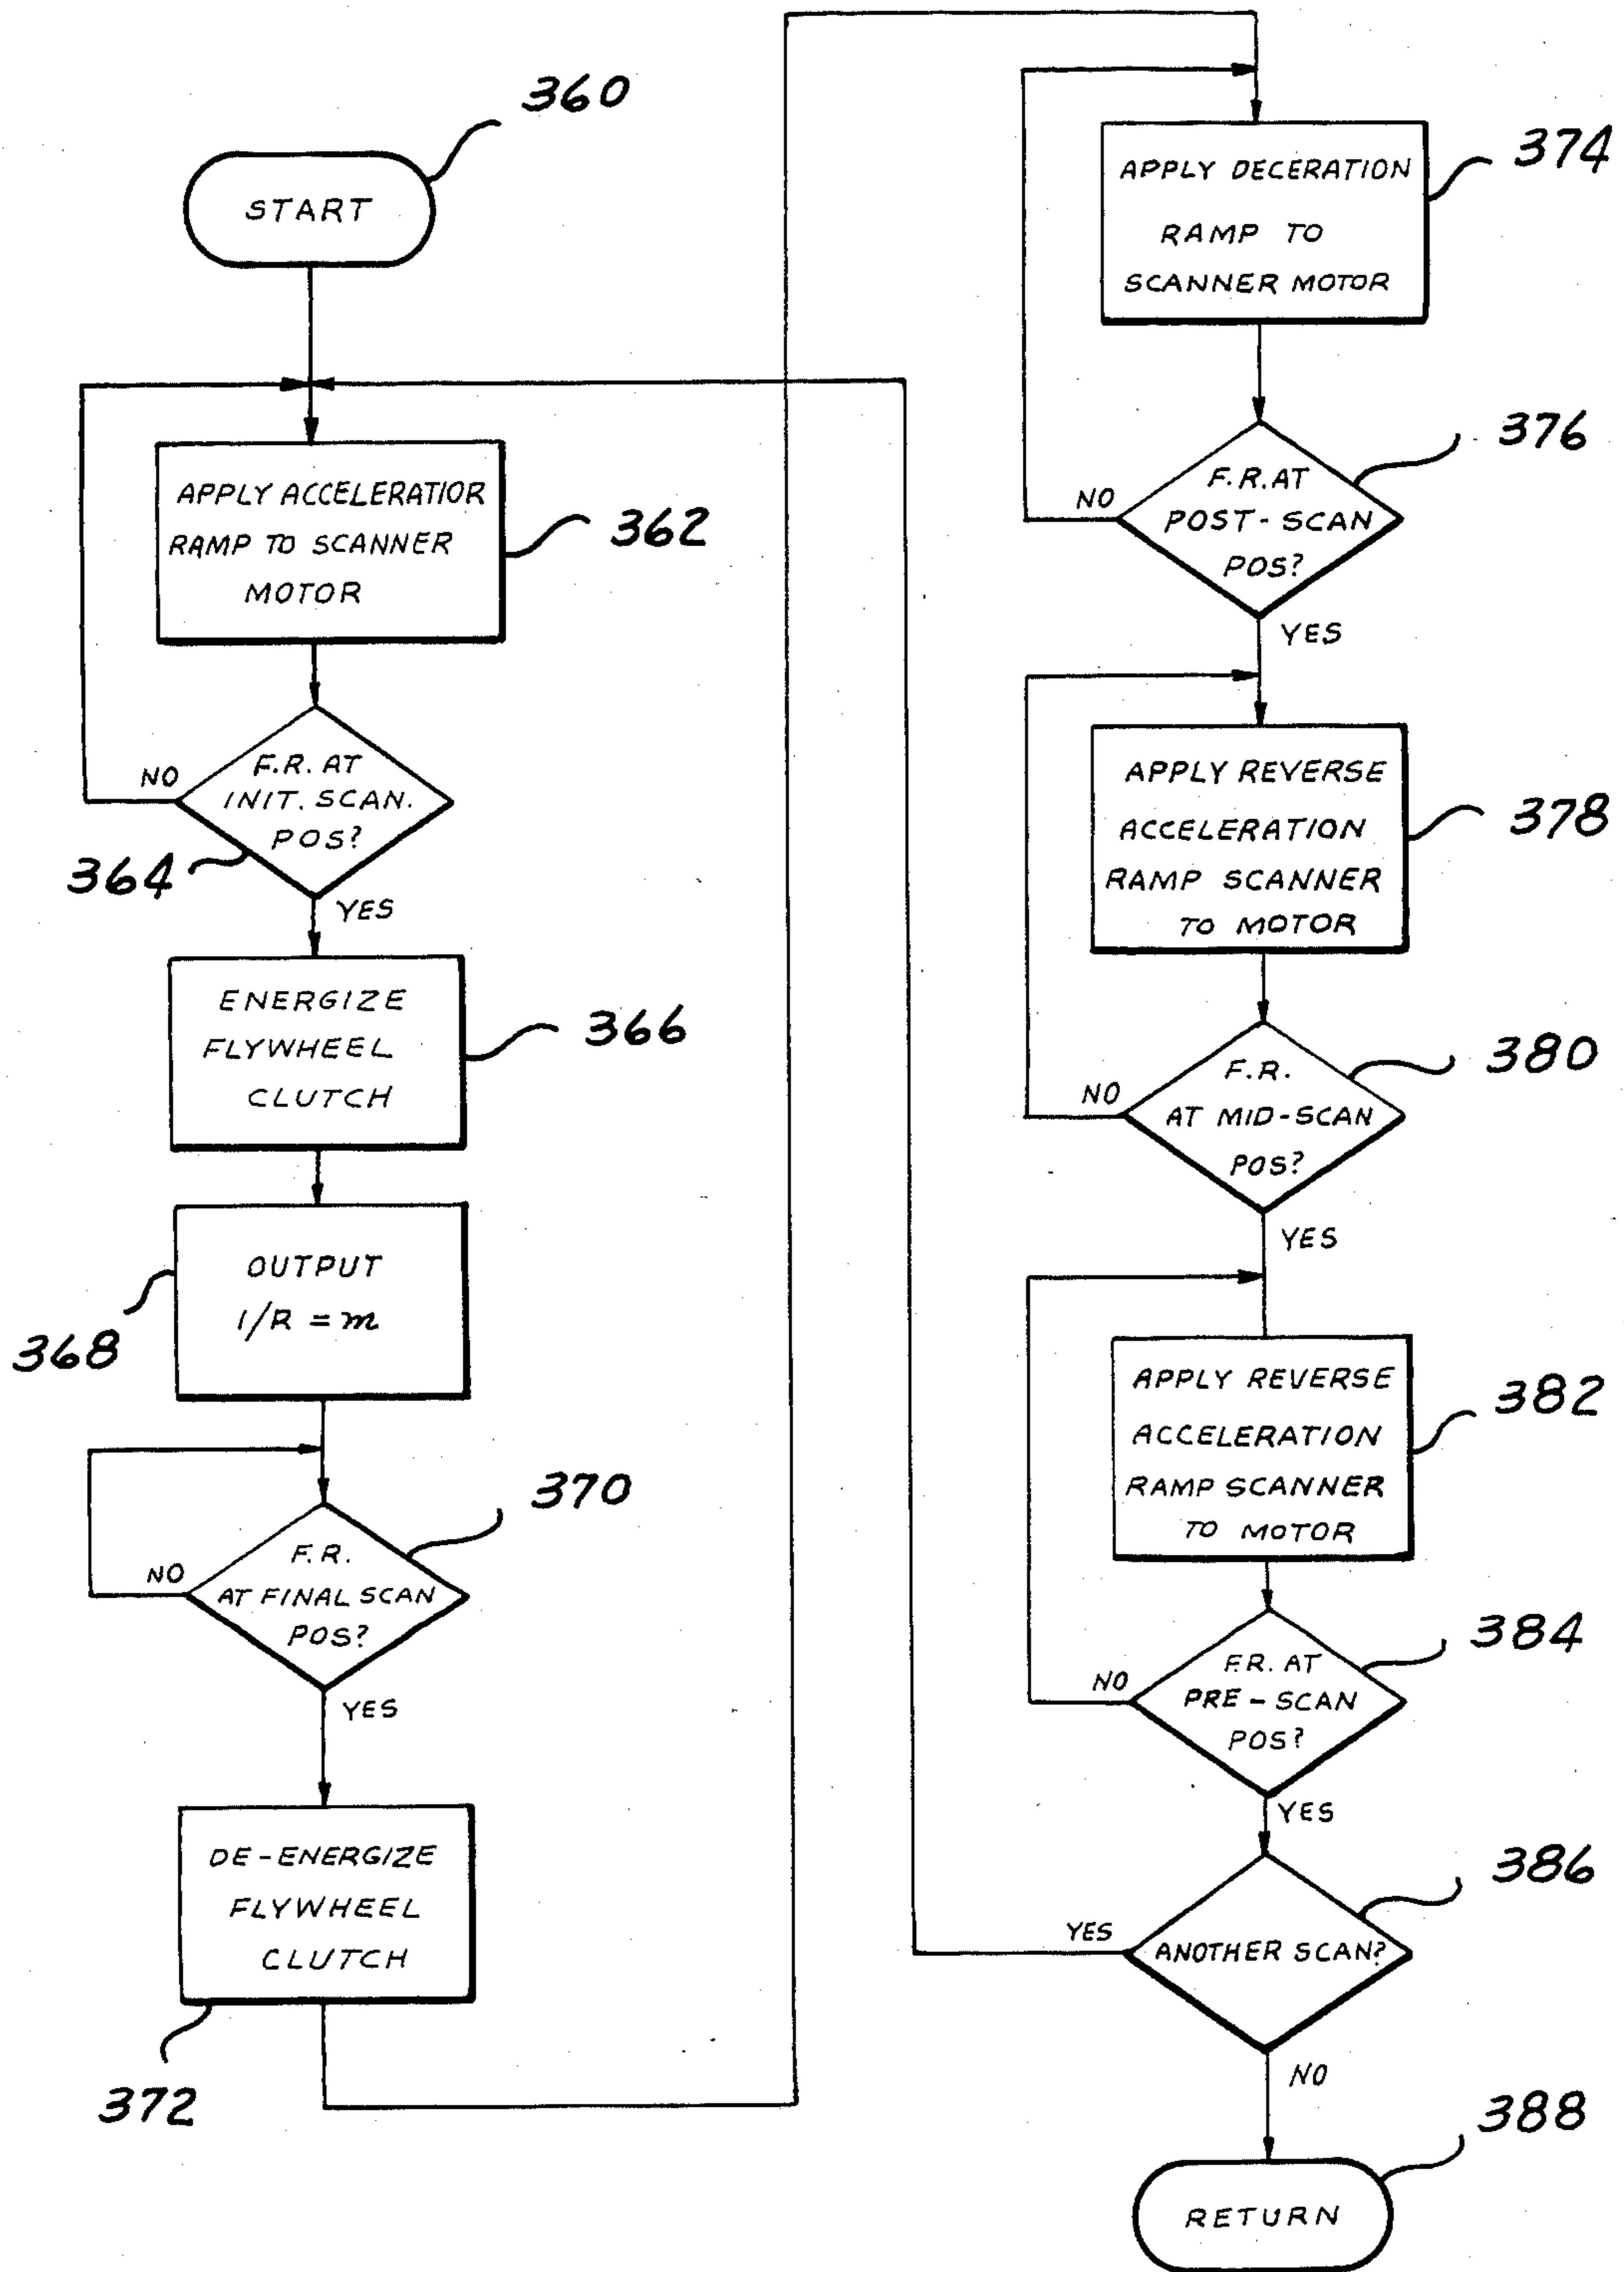 360
START
APPLY ACCELERATIOR
RAMP TO SCANNER
MOTOR
362
F.R. AT
INIT. SCAN.
POS?
NO
364
YES
ENERGIZE
FLYWHEEL
CLUTCH
366
OUTPUT
1/R = m
368
370
F.R.
AT FINAL SCAN
POS?
NO
YES
DE-ENERGIZE
FLYWHEEL
CLUTCH
372
APPLY DECERATION
RAMP TO
SCANNER MOTOR
374
376
F.R. AT
POST-SCAN
POS?
NO
YES
APPLY REVERSE
ACCELERATION
RAMP SCANNER
TO MOTOR
378
380
F.R.
AT MID-SCAN
POS?
NO
YES
APPLY REVERSE
ACCELERATION
RAMP SCANNER
TO MOTOR
382
384
F.R. AT
PRE-SCAN
POS?
NO
YES
386
YES
ANOTHER SCAN?
NO
388
RETURN